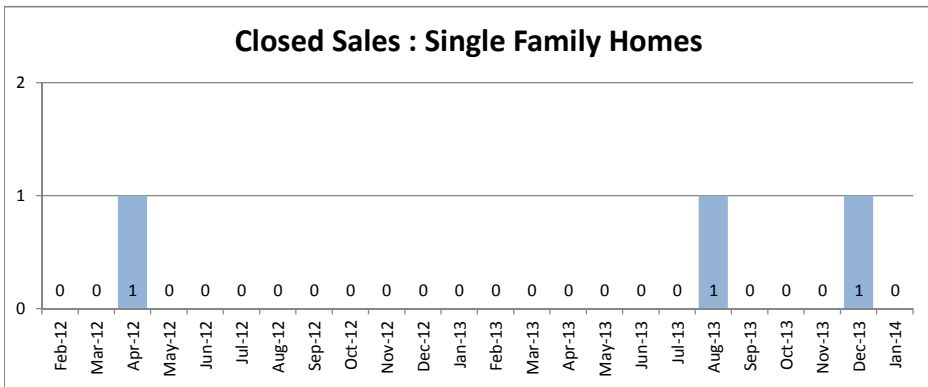 Closed Sales : Single Family Homes
2
1
0
0 0 1 0 0 0 0 0 0 0 0 0 0 0 0 0 0 0 1 0 0 0 1 0
Feb-12 Mar-12 Apr-12 May-12 Jun-12 Jul-12 Aug-12 Sep-12 Oct-12 Nov-12 Dec-12 Jan-13 Feb-13 Mar-13 Apr-13 May-13 Jun-13 Jul-13 Aug-13 Sep-13 Oct-13 Nov-13 Dec-13 Jan-14